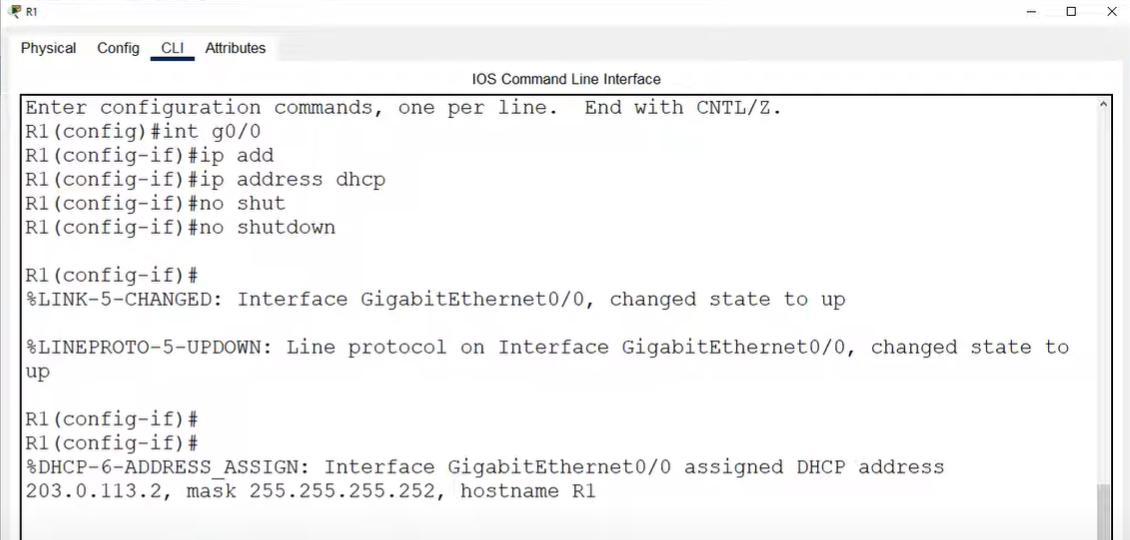 R1
Physical Config CLI Attributes
IOS Command Line Interface
Enter configuration commands, one per line.  End with CNTL/Z.
R1(config)#int g0/0
R1(config-if)#ip add
R1(config-if)#ip address dhcp
R1(config-if)#no shut
R1(config-if)#no shutdown
R1(config-if)#
%LINK-5-CHANGED: Interface GigabitEthernet0/0, changed state to up
%LINEPROTO-5-UPDOWN: Line protocol on Interface GigabitEthernet0/0, changed state to
up
R1(config-if)#
R1(config-if)#
%DHCP-6-ADDRESS_ASSIGN: Interface GigabitEthernet0/0 assigned DHCP address
203.0.113.2, mask 255.255.255.252, hostname R1